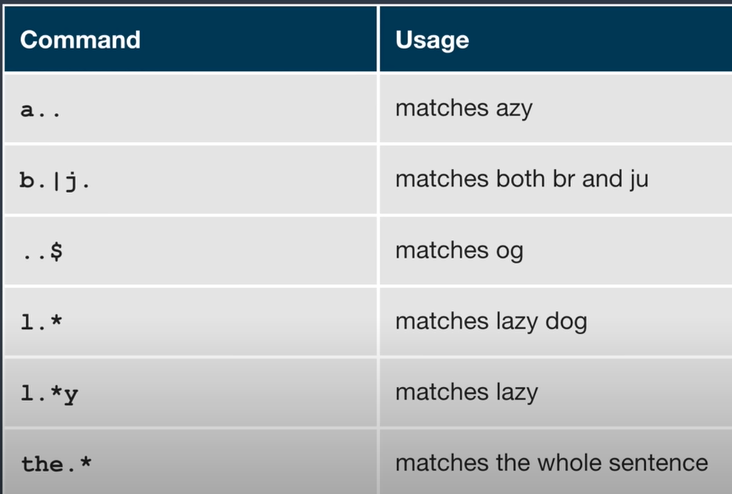 Command Usage
a.. matches azy
b.|j. matches both br and ju
..$ matches og
l.* matches lazy dog
l.*y matches lazy
the.* matches the whole sentence